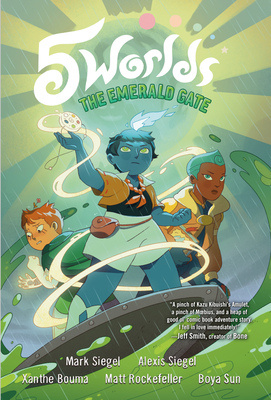 5 Worlds
THE EMERALD GATE
"A pinch of Kazu Kibuishi's Amulet,
a pinch of Mœbius, and a heap of
good ol' comic book adventure story.
I fell in love immediately!"
—Jeff Smith, creator of Bone
Mark Siegel Alexis Siegel
Xanthe Bouma Matt Rockefeller Boya Sun